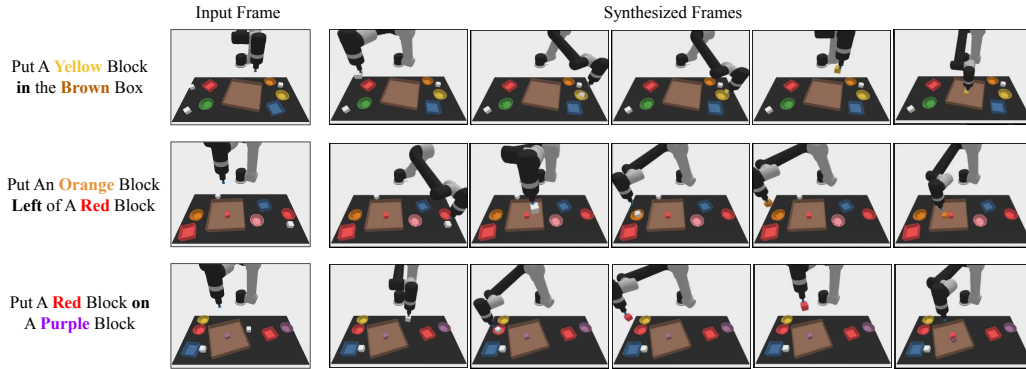 Input Frame
Synthesized Frames
Put A Yellow Block
in the Brown Box
Put An Orange Block
Left of A Red Block
Put A Red Block on
A Purple Block